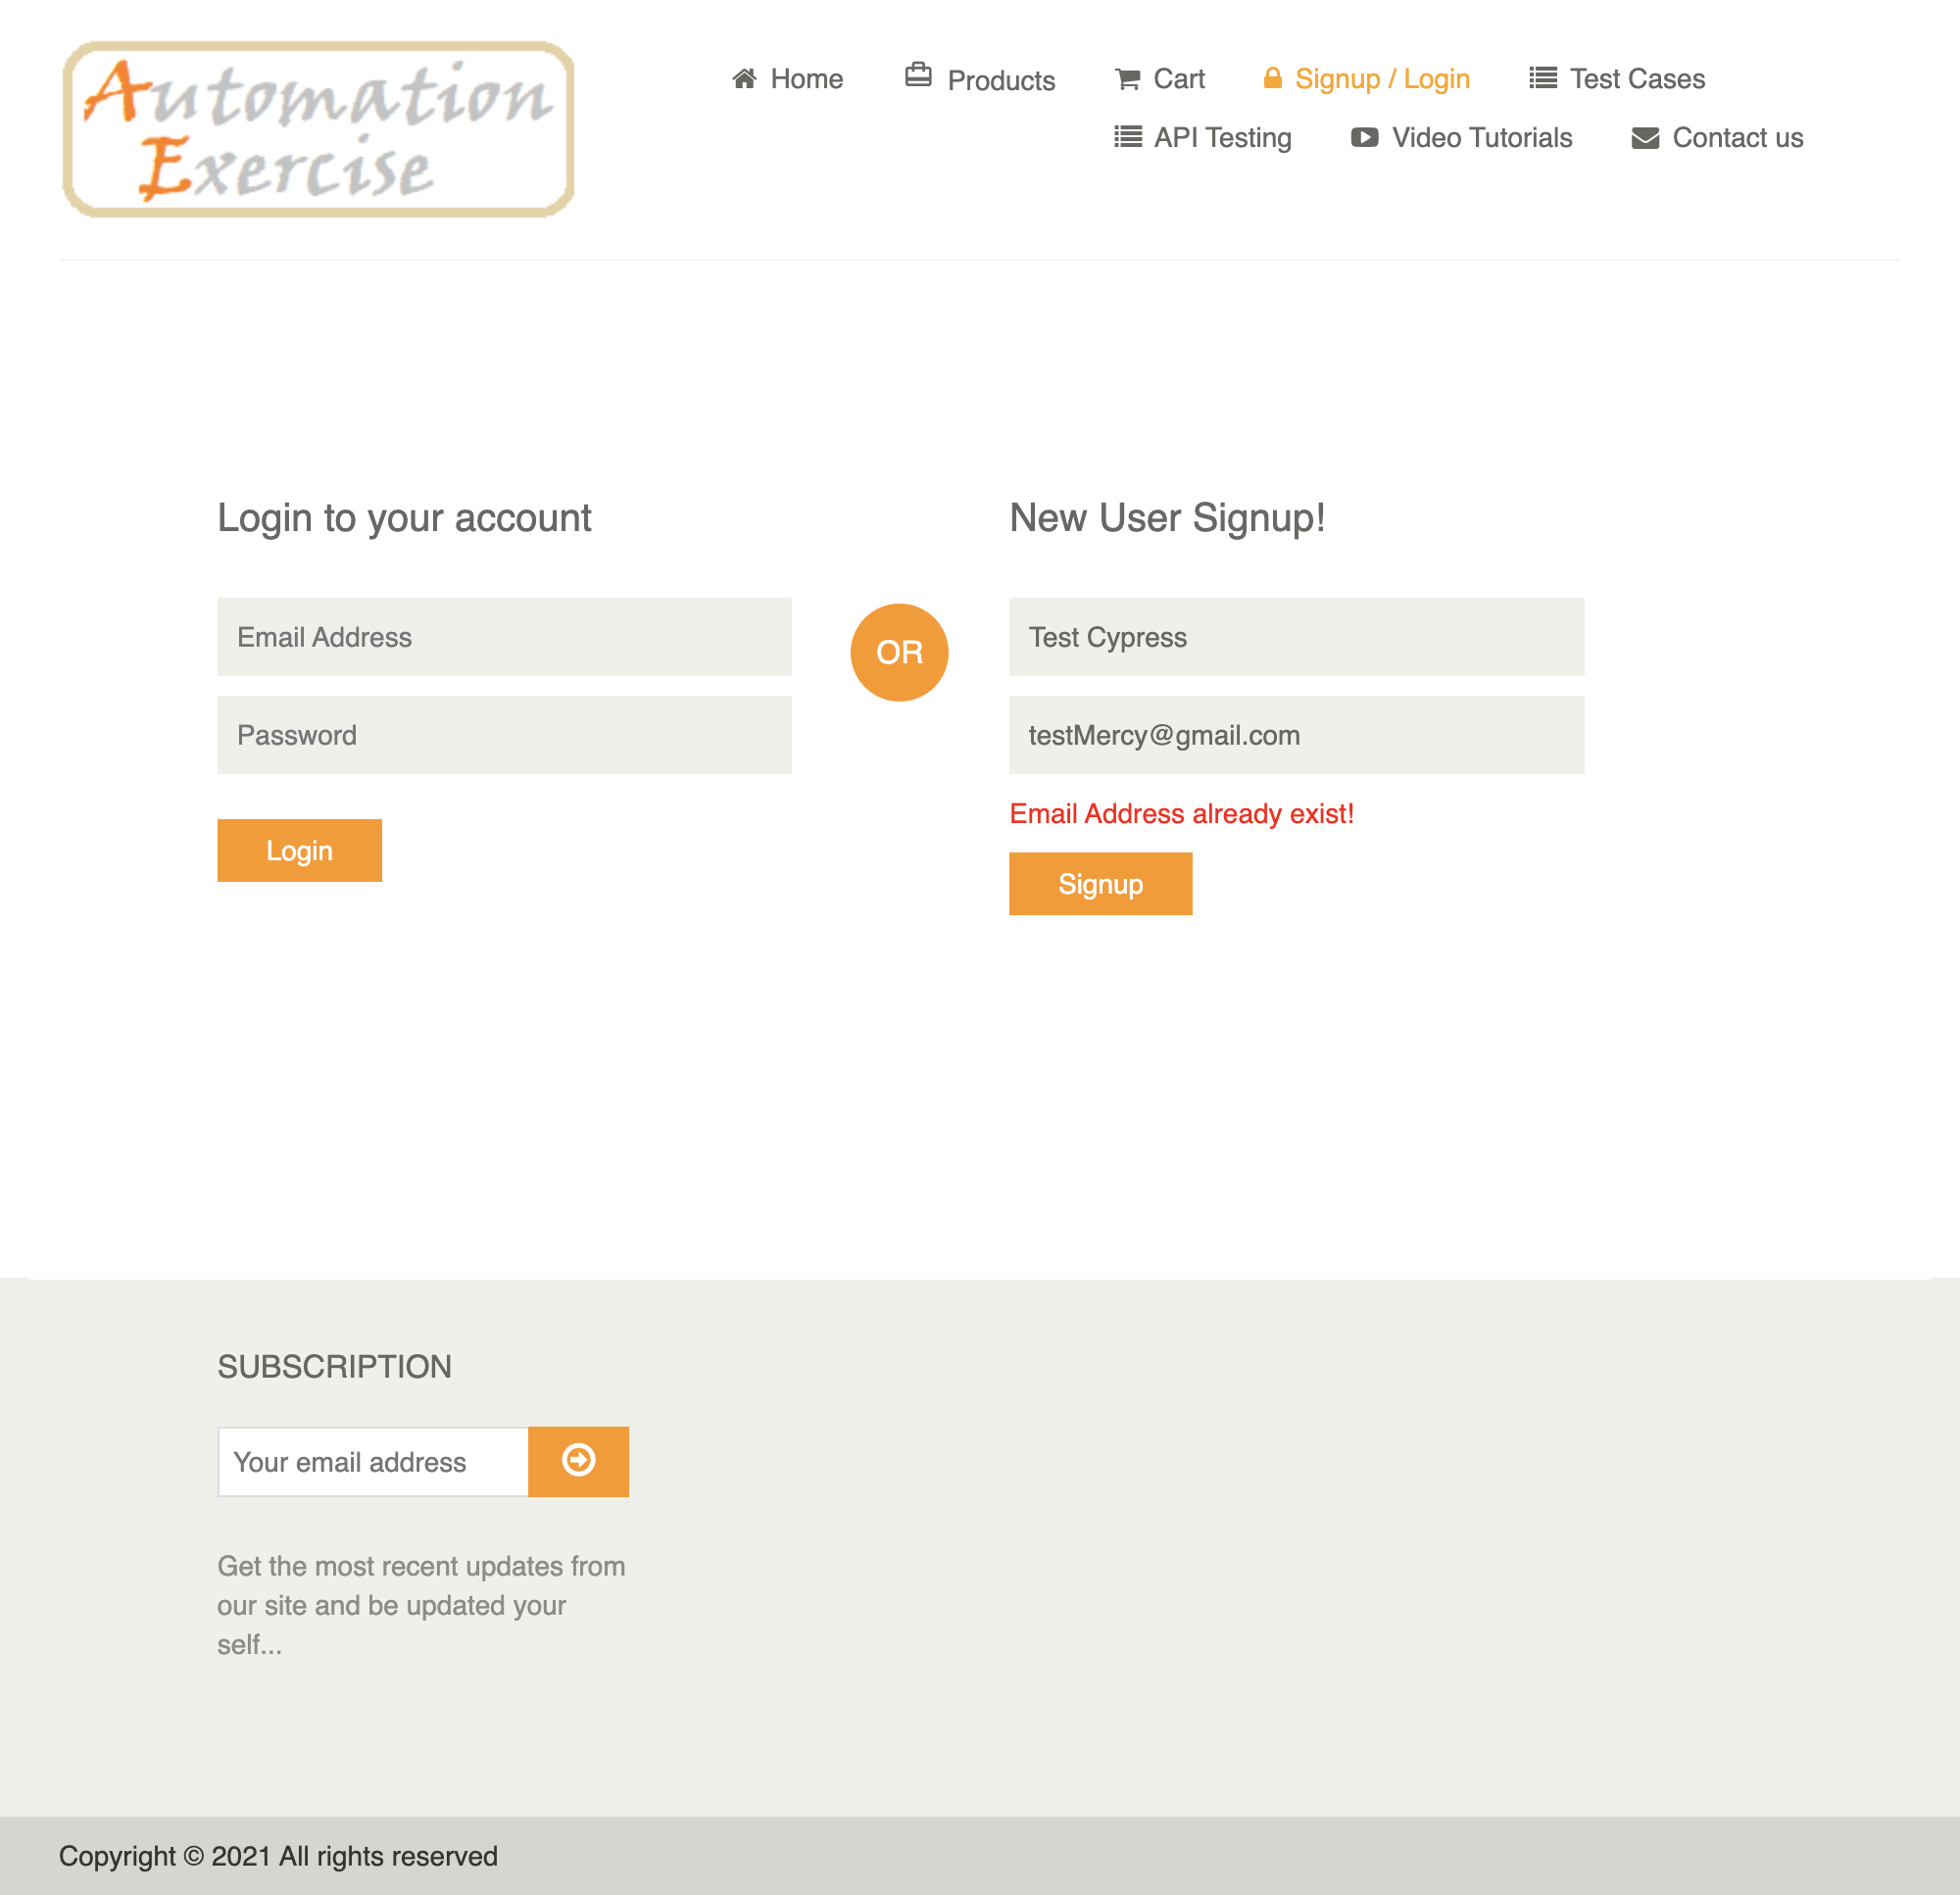 Automation
Exercise
Home Products Cart Signup / Login Test Cases
API Testing Video Tutorials Contact us
Login to your account
Email Address
Password
Login
OR
New User Signup!
Test Cypress
testMercy@gmail.com
Email Address already exist!
Signup
SUBSCRIPTION
Your email address
Get the most recent updates from
our site and be updated your
self...
Copyright © 2021 All rights reserved